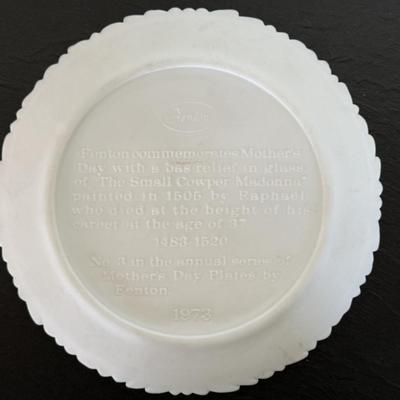 Fenton
Fenton commemorates Mother's
Day with a bas relief in glass
of "The Small Cowper Madonna"
painted in 1505 by Raphael
who died at the height of his
career at the age of 37
1483-1520
No. 3 in the annual series of
Mother's Day Plates by
Fenton.
1973